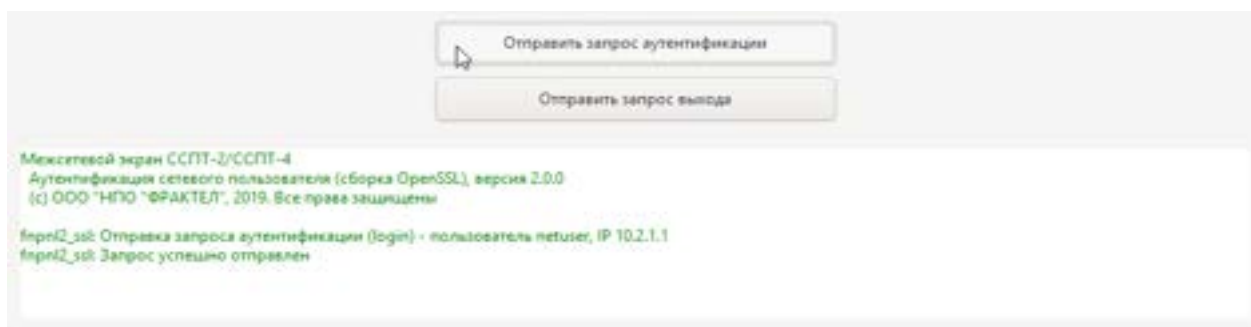 Отправить запрос аутентификации
Отправить запрос выхода
Межсетевой экран ССПТ-2/ССПТ-4
Аутентификация сетевого пользователя (сборка OpenSSL), версия 2.0.0
(c) ООО "НПО "ФРАКТЕЛ", 2019. Все права защищены
fnpnl2_ssl: Отправка запроса аутентификации (login) - пользователь netuser, IP 10.2.1.1
fnpnl2_ssl: Запрос успешно отправлен